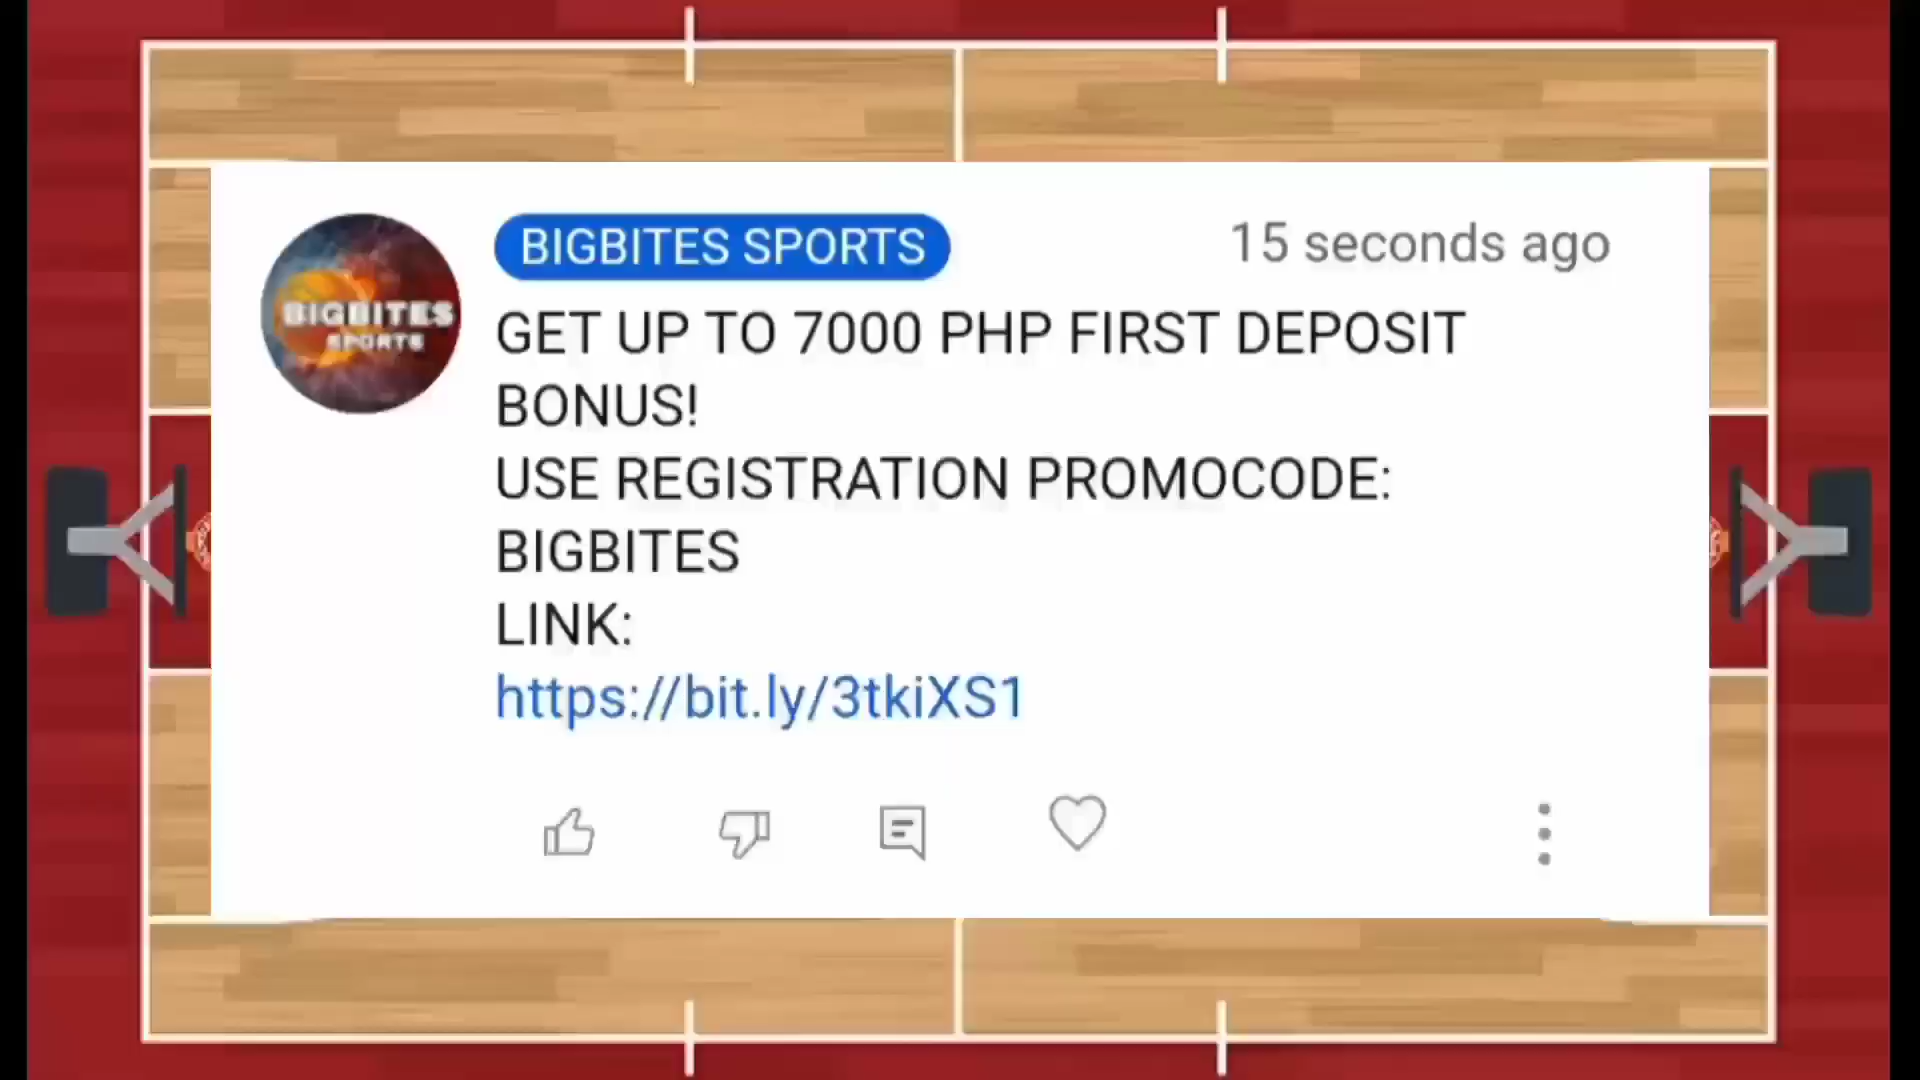 BIGBITES SPORTS
15 seconds ago
BIGBITES
SPORTS
GET UP TO 7000 PHP FIRST DEPOSIT
BONUS!
USE REGISTRATION PROMOCODE:
BIGBITES
LINK:
https://bit.ly/3tkiXS1